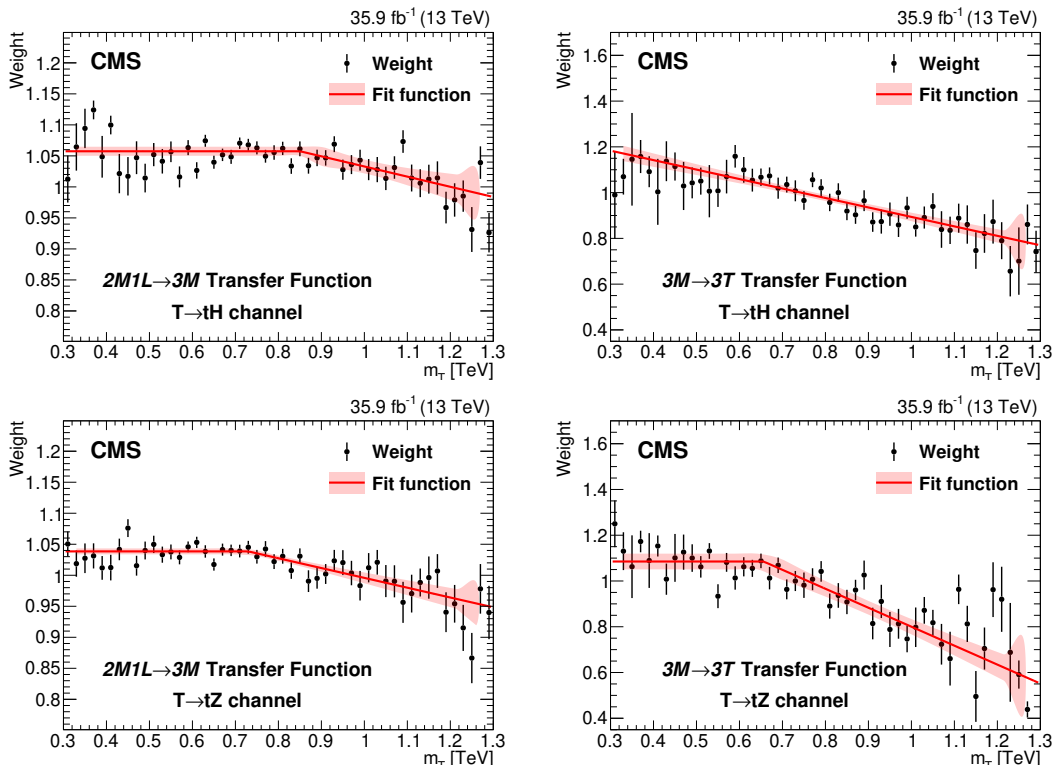 35.9 fb⁻¹ (13 TeV)
Weight
CMS
Weight
Fit function
1.2
1.15
1.1
1.05
1
0.95
0.9
0.85
0.8
2M1L→3M Transfer Function
T→tH channel
0.3 0.4 0.5 0.6 0.7 0.8 0.9 1 1.1 1.2 1.3
m_T [TeV]
35.9 fb⁻¹ (13 TeV)
Weight
CMS
Weight
Fit function
1.6
1.4
1.2
1
0.8
0.6
0.4
3M→3T Transfer Function
T→tH channel
0.3 0.4 0.5 0.6 0.7 0.8 0.9 1 1.1 1.2 1.3
m_T [TeV]
35.9 fb⁻¹ (13 TeV)
Weight
CMS
Weight
Fit function
1.2
1.15
1.1
1.05
1
0.95
0.9
0.85
0.8
2M1L→3M Transfer Function
T→tZ channel
0.3 0.4 0.5 0.6 0.7 0.8 0.9 1 1.1 1.2 1.3
m_T [TeV]
35.9 fb⁻¹ (13 TeV)
Weight
CMS
Weight
Fit function
1.6
1.4
1.2
1
0.8
0.6
0.4
3M→3T Transfer Function
T→tZ channel
0.3 0.4 0.5 0.6 0.7 0.8 0.9 1 1.1 1.2 1.3
m_T [TeV]